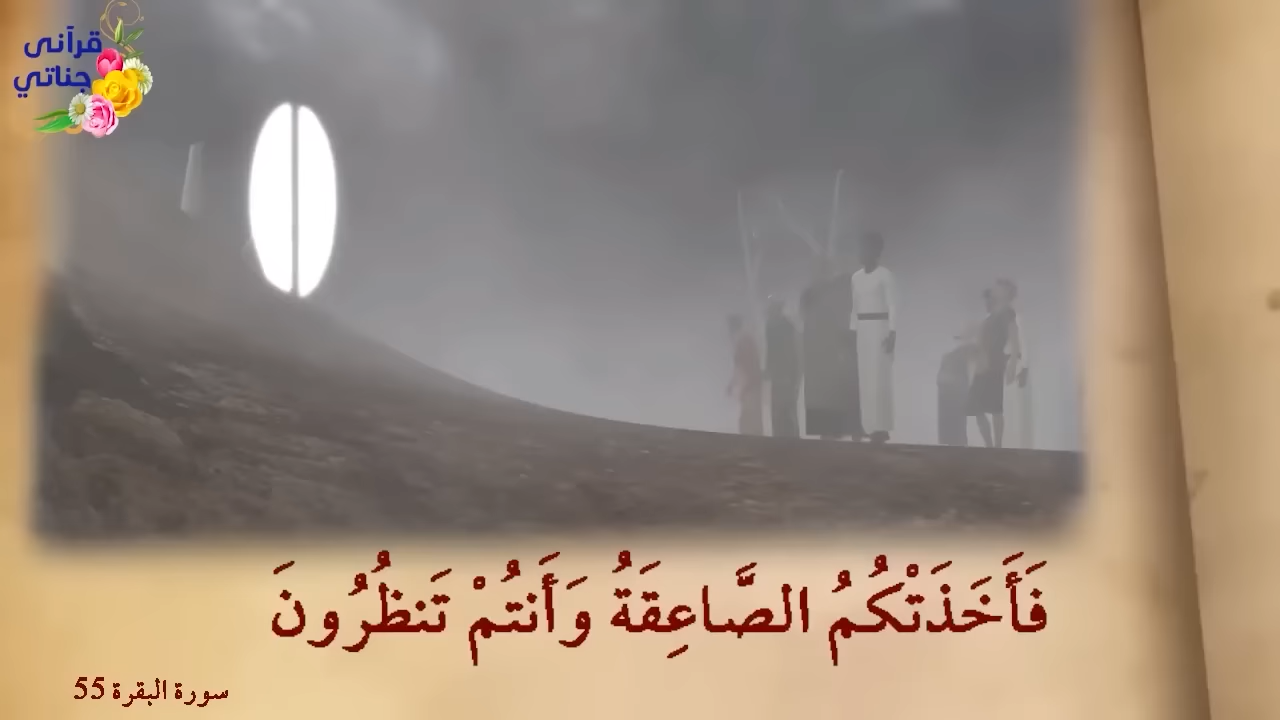 قرآنى
جناتي
فَأَخَذَتْكُمُ الصَّاعِقَةُ وَأَنتُمْ تَنظُرُونَ
سورة البقرة 55